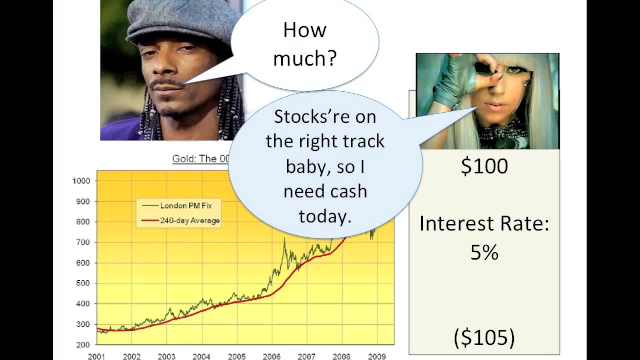 How
much?
Stocks're on
the right track
baby, so I
need cash
today.
$100
Interest Rate:
5%
($105)
Gold: The 00
London PM Fix
240-day Average
1000
900
800
700
600
500
400
300
200
2001 2002 2003 2004 2005 2006 2007 2008 2009